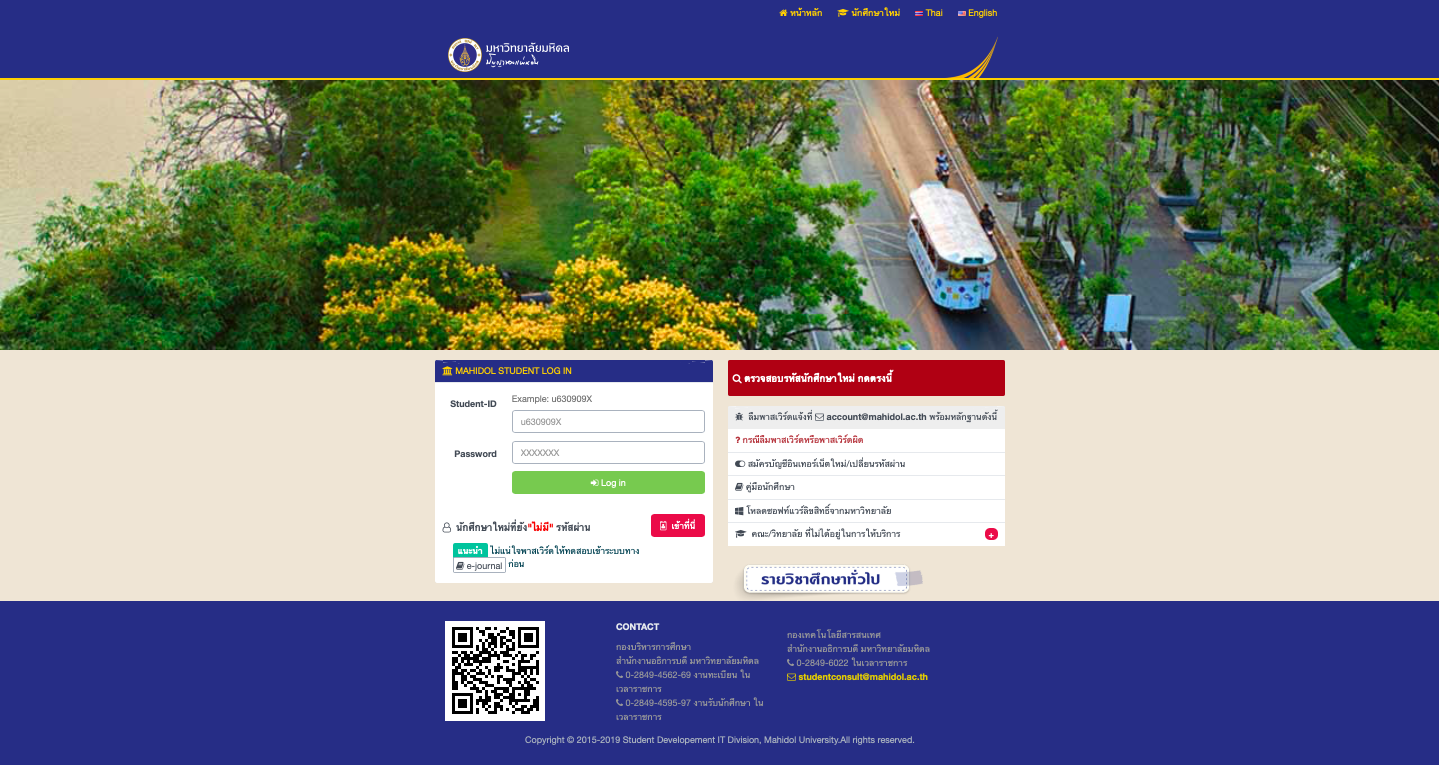 หน้าหลัก นักศึกษาใหม่ Thai English
มหาวิทยาลัยมหิดล
ปัญญาของแผ่นดิน
MAHIDOL STUDENT LOG IN
Student-ID
Example: u630909X
u630909X
Password
XXXXXXX
Log in
นักศึกษาใหม่ที่ยัง"ไม่มี" รหัสผ่าน
เข้าที่นี่
แนะนำ ไม่แน่ใจพาสเวิร์ดให้ทดสอบเข้าระบบทาง
e-journal ก่อน
ตรวจสอบรหัสนักศึกษาใหม่ กดตรงนี้
ลืมพาสเวิร์ดแจ้งที่ account@mahidol.ac.th พร้อมหลักฐานดังนี้
? กรณีลืมพาสเวิร์ดหรือพาสเวิร์ดผิด
สมัครบัญชีอินเทอร์เน็ตใหม่/เปลี่ยนรหัสผ่าน
คู่มือนักศึกษา
โหลดซอฟท์แวร์ลิขสิทธิ์จากมหาวิทยาลัย
คณะ/วิทยาลัย ที่ไม่ได้อยู่ในการให้บริการ
+
รายวิชาศึกษาทั่วไป
CONTACT
กองบริหารการศึกษา
สำนักงานอธิการบดี มหาวิทยาลัยมหิดล
0-2849-4562-69 งานทะเบียน ใน
เวลาราชการ
0-2849-4595-97 งานรับนักศึกษา ใน
เวลาราชการ
กองเทคโนโลยีสารสนเทศ
สำนักงานอธิการบดี มหาวิทยาลัยมหิดล
0-2849-6022 ในเวลาราชการ
studentconsult@mahidol.ac.th
Copyright © 2015-2019 Student Developement IT Division, Mahidol University.All rights reserved.